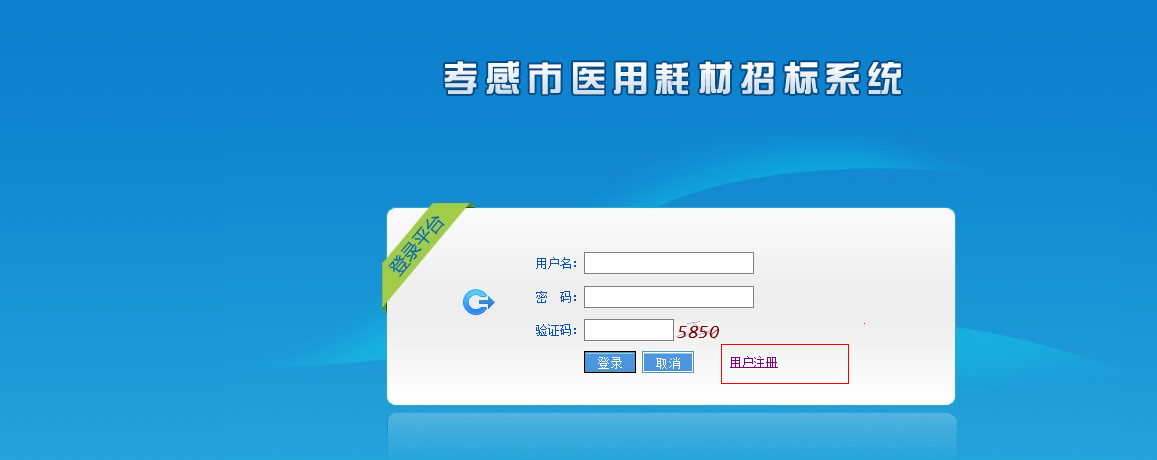 孝感市医用耗材招标系统
登录平台
用户名：
密 码：
验证码： 5850
登录 取消 用户注册